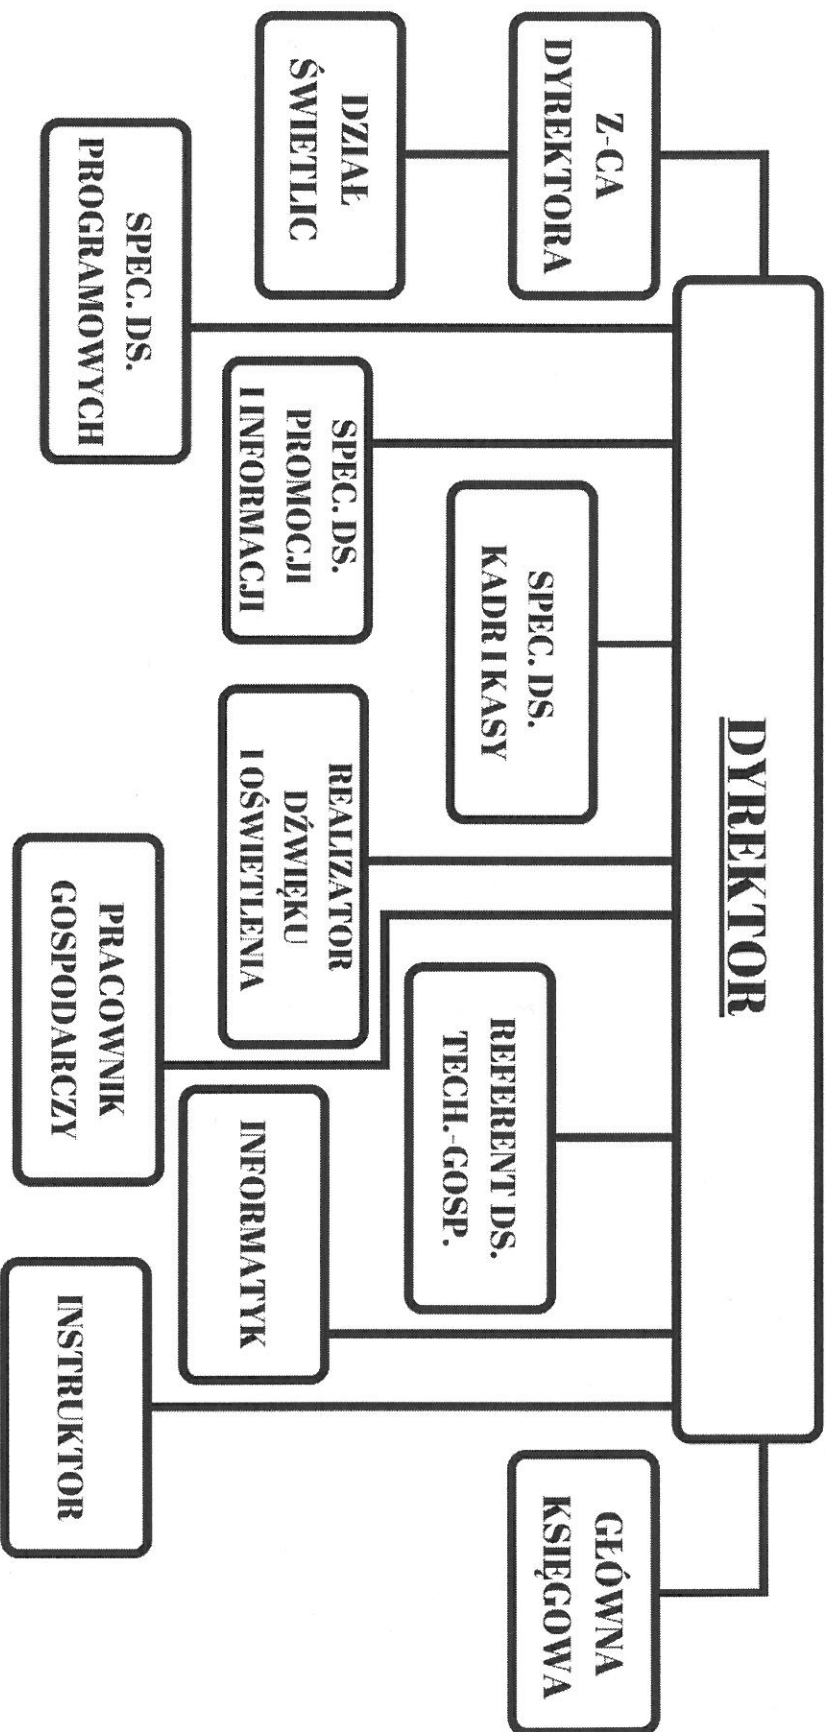 DYREKTOR
Z-CA
DYREKTORA
GŁÓWNA
KSIĘGOWA
DZIAŁ
ŚWIETLIC
SPEC. DS.
KADR I KASY
REFERENT DS.
TECH.-GOSP.
SPEC. DS.
PROMOCJI
I INFORMACJI
REALIZATOR
DŹWIĘKU
I OŚWIETLENIA
INFORMATYK
SPEC. DS.
PROGRAMOWYCH
PRACOWNIK
GOSPODARCZY
INSTRUKTOR